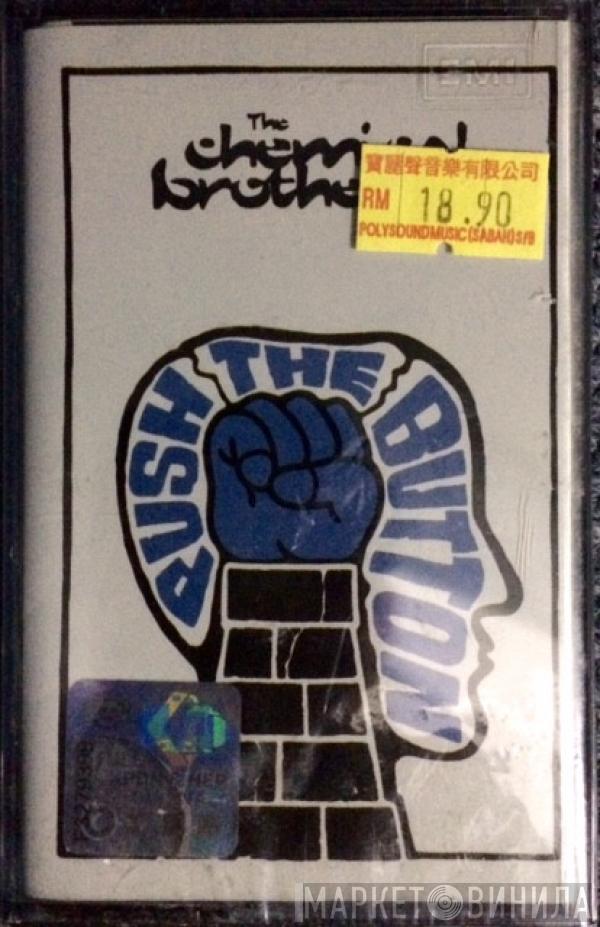 EMI
The
chemical
brothers
寶麗聲音樂有限公司
RM 18.90
POLYSOUND MUSIC (SABAH) S/B
PUSH THE BUTTON
МАРКЕТ ВИНИЛА